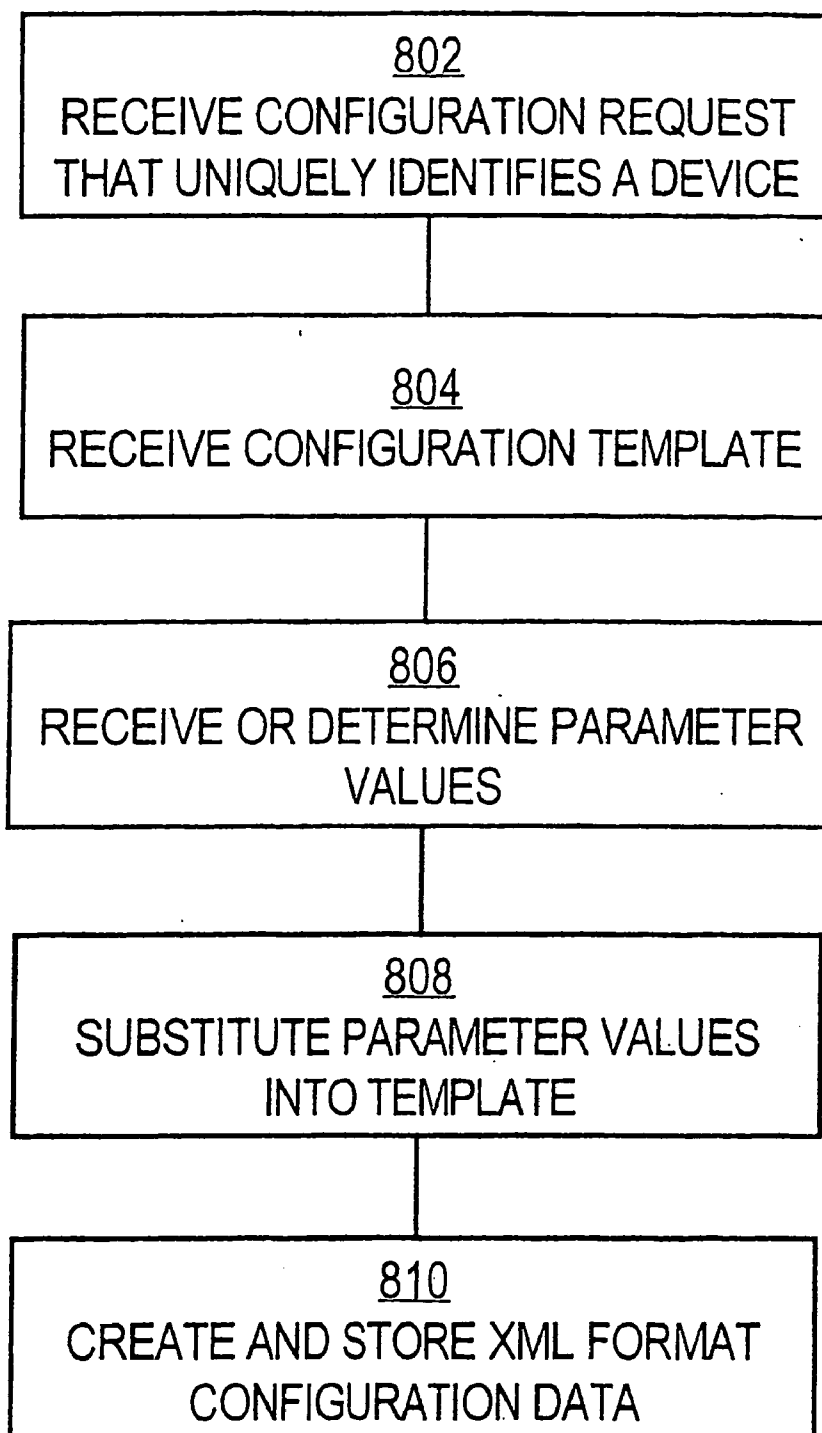 802
RECEIVE CONFIGURATION REQUEST
THAT UNIQUELY IDENTIFIES A DEVICE
804
RECEIVE CONFIGURATION TEMPLATE
806
RECEIVE OR DETERMINE PARAMETER
VALUES
808
SUBSTITUTE PARAMETER VALUES
INTO TEMPLATE
810
CREATE AND STORE XML FORMAT
CONFIGURATION DATA